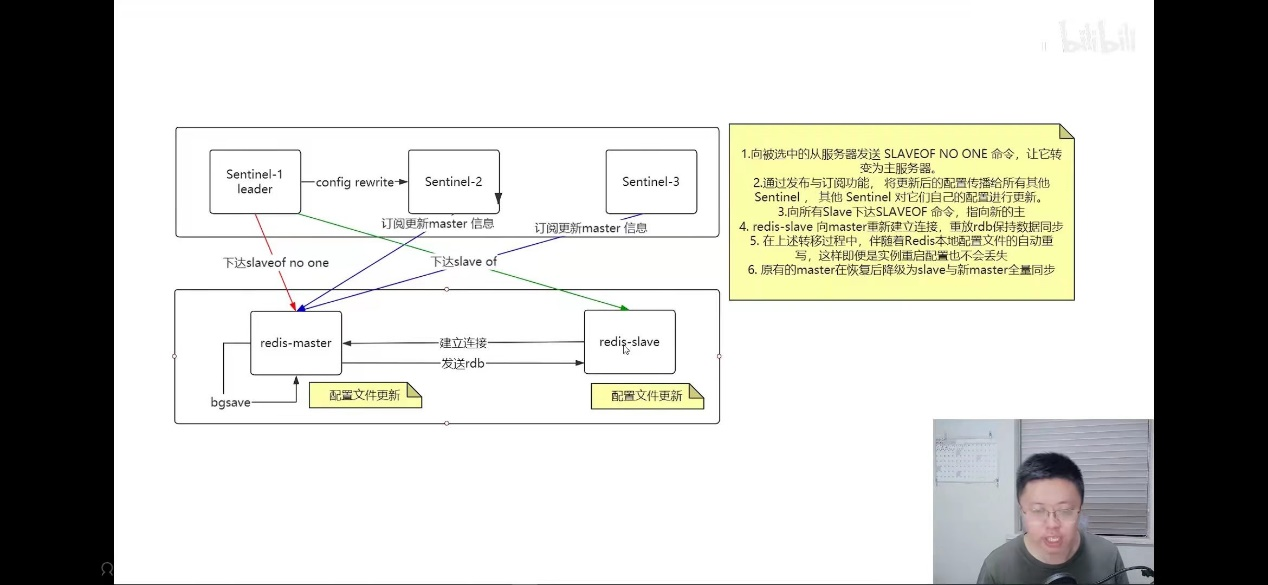 bilibili
Sentinel-1
leader
config rewrite
Sentinel-2
Sentinel-3
订阅更新master 信息
订阅更新master 信息
下达slaveof no one
下达slave of
redis-master
建立连接
redis-slave
发送rdb
bgsave
配置文件更新
配置文件更新
1.向被选中的从服务器发送 SLAVEOF NO ONE 命令，让它转
变为主服务器。
2.通过发布与订阅功能， 将更新后的配置传播给所有其他
Sentinel ， 其他 Sentinel 对它们自己的配置进行更新。
3.向所有Slave下达SLAVEOF 命令，指向新的主
4. redis-slave 向master重新建立连接，重放rdb保持数据同步
5. 在上述转移过程中，伴随着Redis本地配置文件的自动重
写，这样即便是实例重启配置也不会丢失
6. 原有的master在恢复后降级为slave与新master全量同步